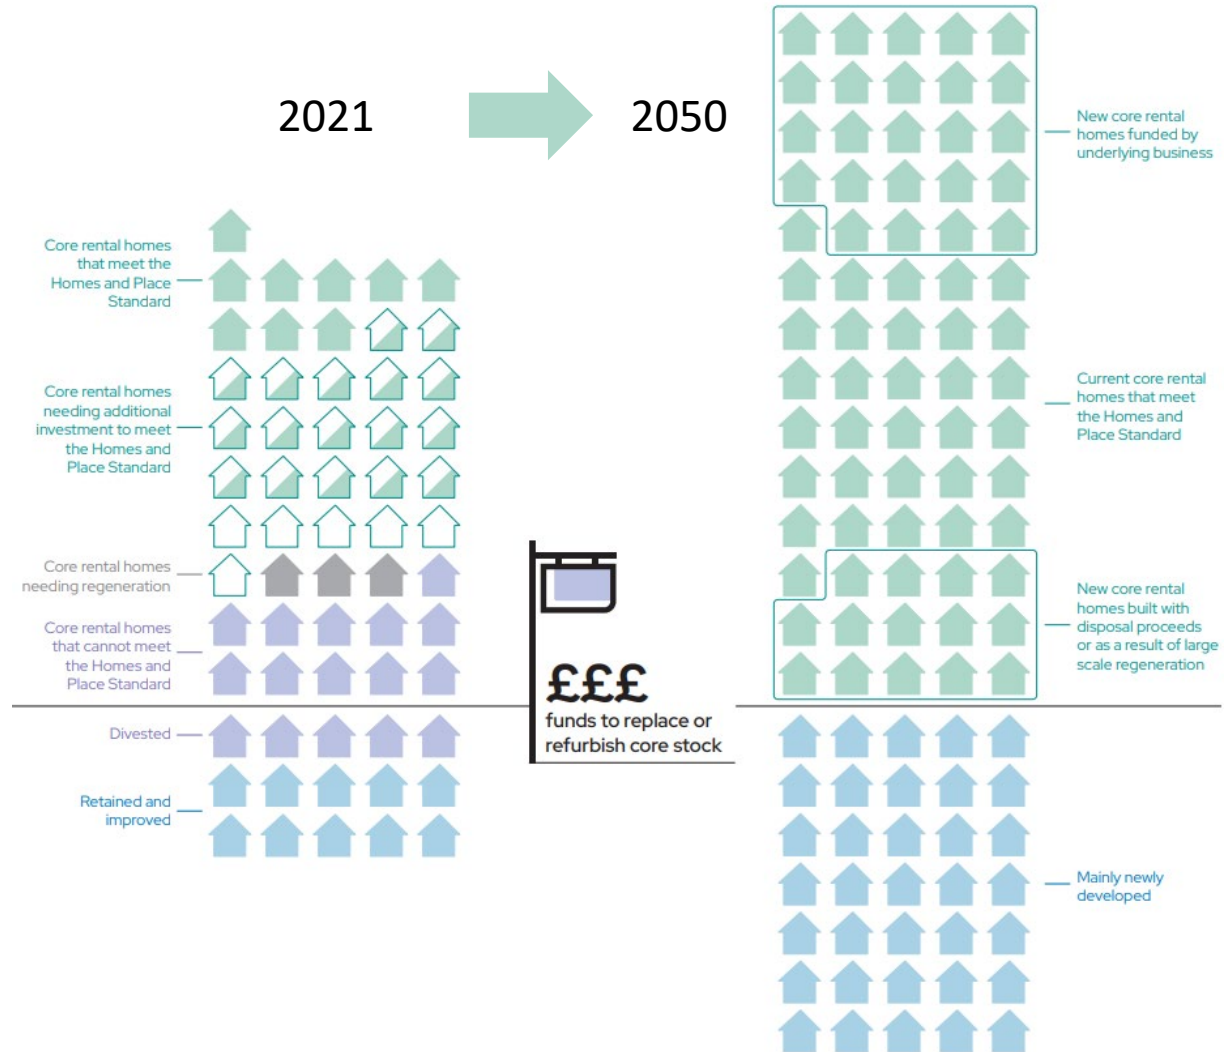 2021
2050
New core rental
homes funded by
underlying business
Core rental homes
that meet the
Homes and Place
Standard
Core rental homes
needing additional
investment to meet
the Homes and
Place Standard
Current core rental
homes that meet
the Homes and
Place Standard
Core rental homes
needing regeneration
Core rental homes
that cannot meet
the Homes and
Place Standard
New core rental
homes built with
disposal proceeds
or as a result of large
scale regeneration
£££
funds to replace or
refurbish core stock
Divested
Retained and
improved
Mainly newly
developed